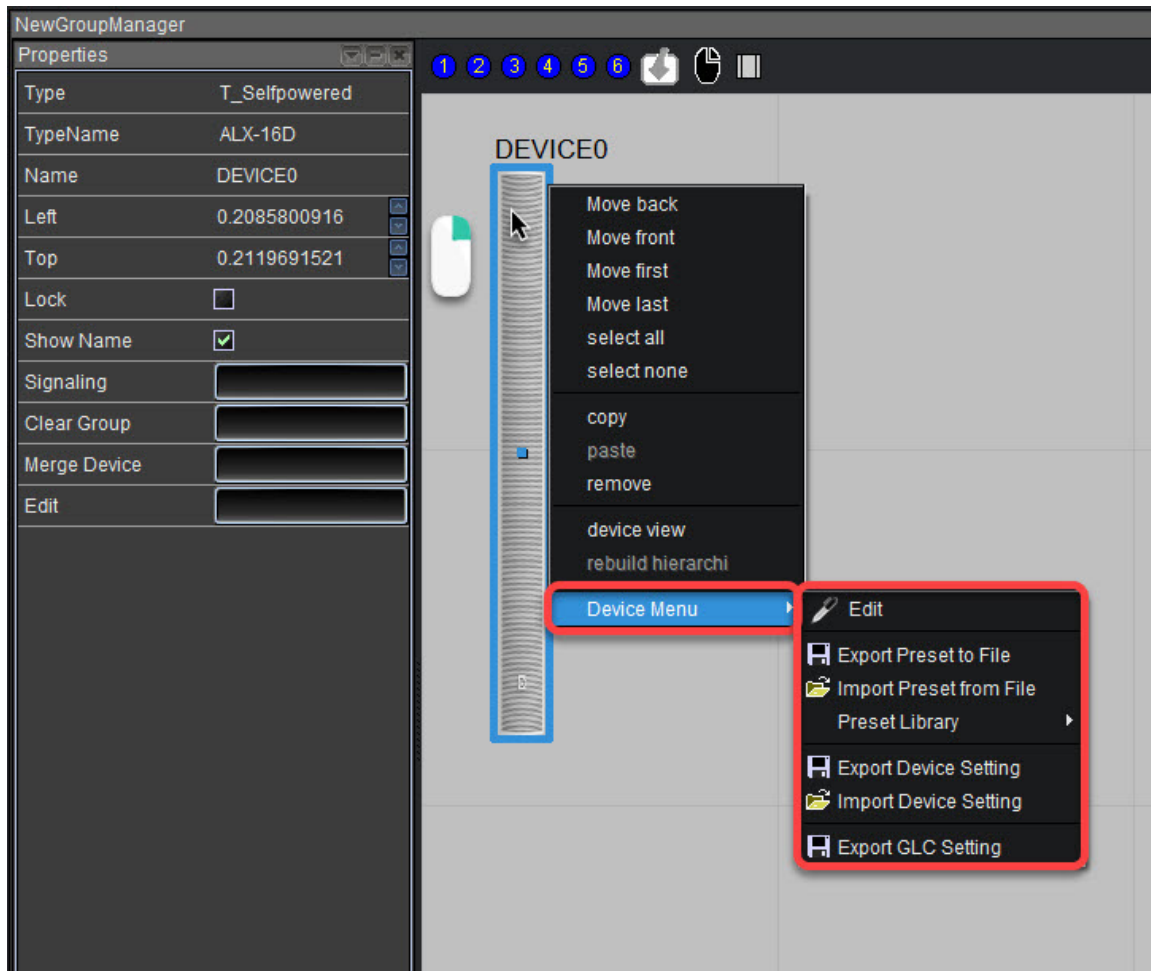 NewGroupManager
Properties
Type T_Selfpowered
TypeName ALX-16D
Name DEVICE0
Left 0.2085800916
Top 0.2119691521
Lock
Show Name
Signaling
Clear Group
Merge Device
Edit
1 2 3 4 5 6
DEVICE0
Move back
Move front
Move first
Move last
select all
select none
copy
paste
remove
device view
rebuild hierarchi
Device Menu
Edit
Export Preset to File
Import Preset from File
Preset Library
Export Device Setting
Import Device Setting
Export GLC Setting